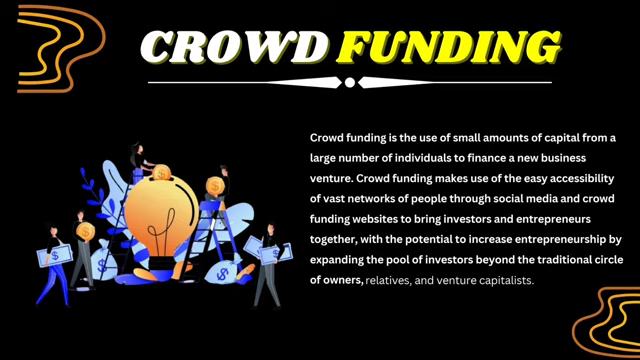 CROWD FUNDING
Crowd funding is the use of small amounts of capital from a
large number of individuals to finance a new business
venture. Crowd funding makes use of the easy accessibility
of vast networks of people through social media and crowd
funding websites to bring investors and entrepreneurs
together, with the potential to increase entrepreneurship by
expanding the pool of investors beyond the traditional circle
of owners, relatives, and venture capitalists.